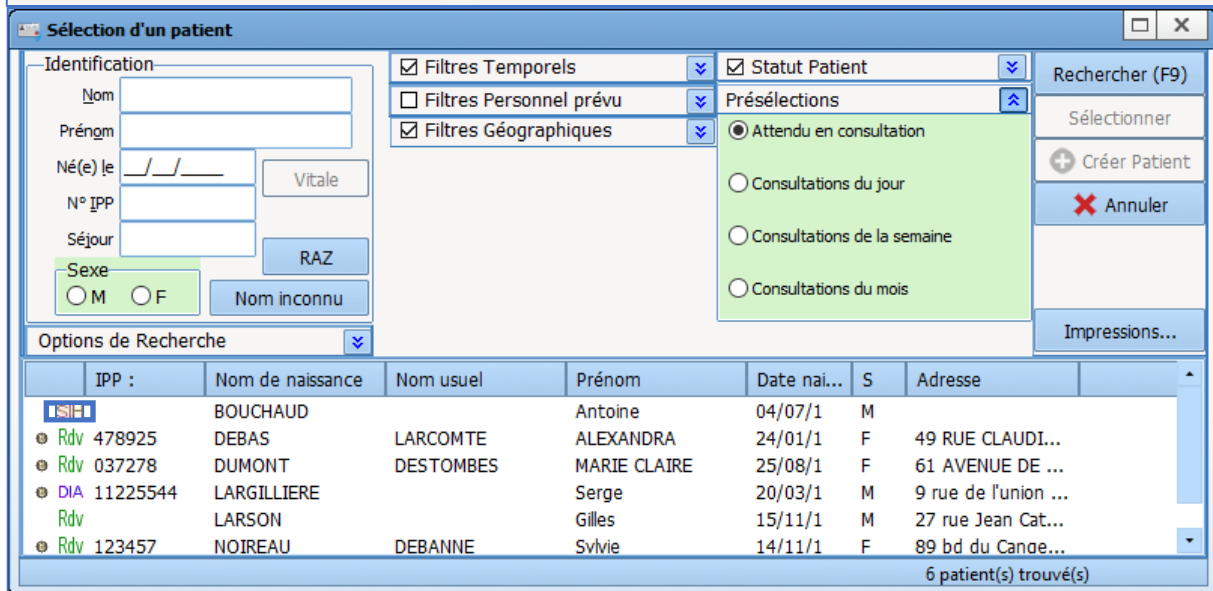 Sélection d'un patient
Identification
Nom
Prénom
Né(e) le __/__/____
Vitale
N° IPP
Séjour
RAZ
Sexe
M F
Nom inconnu
Options de Recherche
Filtres Temporels
Filtres Personnel prévu
Filtres Géographiques
Statut Patient
Présélections
Attendu en consultation
Consultations du jour
Consultations de la semaine
Consultations du mois
Rechercher (F9)
Sélectionner
Créer Patient
Annuler
Impressions...
IPP : Nom de naissance Nom usuel Prénom Date nai... S Adresse
SIH BOUCHAUD Antoine 04/07/1 M
Rdv 478925 DEBAS LARCOMTE ALEXANDRA 24/01/1 F 49 RUE CLAUDI...
Rdv 037278 DUMONT DESTOMBES MARIE CLAIRE 25/08/1 F 61 AVENUE DE ...
DIA 11225544 LARGILLIERE Serge 20/03/1 M 9 rue de l'union ...
Rdv LARSON Gilles 15/11/1 M 27 rue Jean Cat...
Rdv 123457 NOIREAU DEBANNE Sylvie 14/11/1 F 89 bd du Cange...
6 patient(s) trouvé(s)